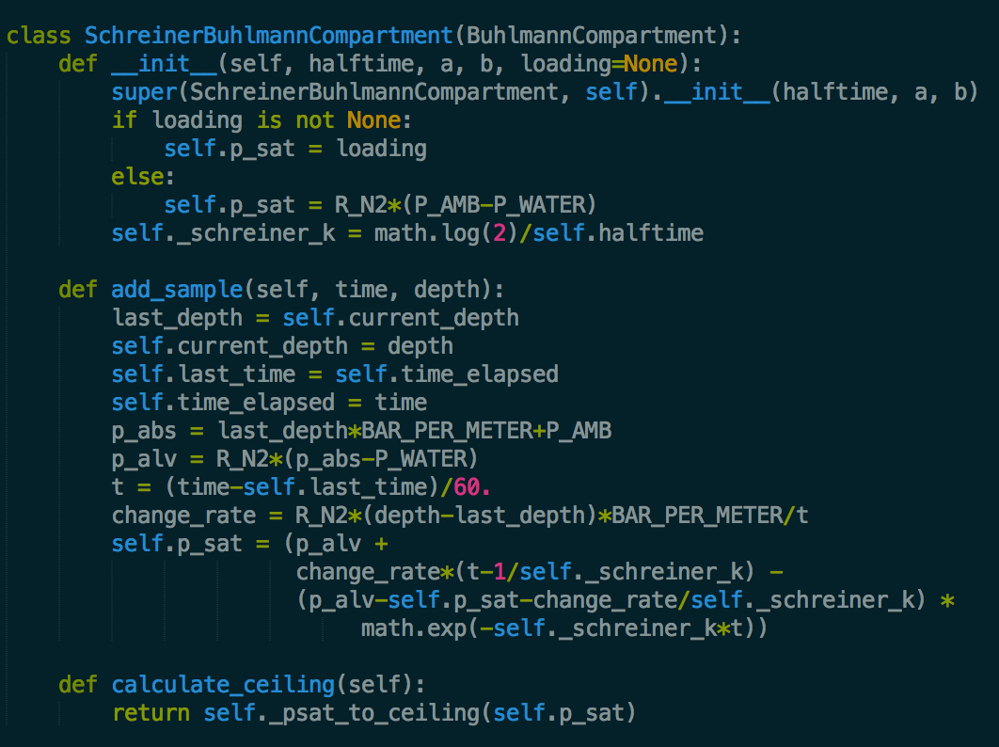 class SchreinerBuhlmannCompartment(BuhlmannCompartment):
    def __init__(self, halftime, a, b, loading=None):
        super(SchreinerBuhlmannCompartment, self).__init__(halftime, a, b)
        if loading is not None:
            self.p_sat = loading
        else:
            self.p_sat = R_N2*(P_AMB-P_WATER)
        self._schreiner_k = math.log(2)/self.halftime

    def add_sample(self, time, depth):
        last_depth = self.current_depth
        self.current_depth = depth
        self.last_time = self.time_elapsed
        self.time_elapsed = time
        p_abs = last_depth*BAR_PER_METER+P_AMB
        p_alv = R_N2*(p_abs-P_WATER)
        t = (time-self.last_time)/60.
        change_rate = R_N2*(depth-last_depth)*BAR_PER_METER/t
        self.p_sat = (p_alv +
                      change_rate*(t-1/self._schreiner_k) -
                      (p_alv-self.p_sat-change_rate/self._schreiner_k) *
                           math.exp(-self._schreiner_k*t))

    def calculate_ceiling(self):
        return self._psat_to_ceiling(self.p_sat)